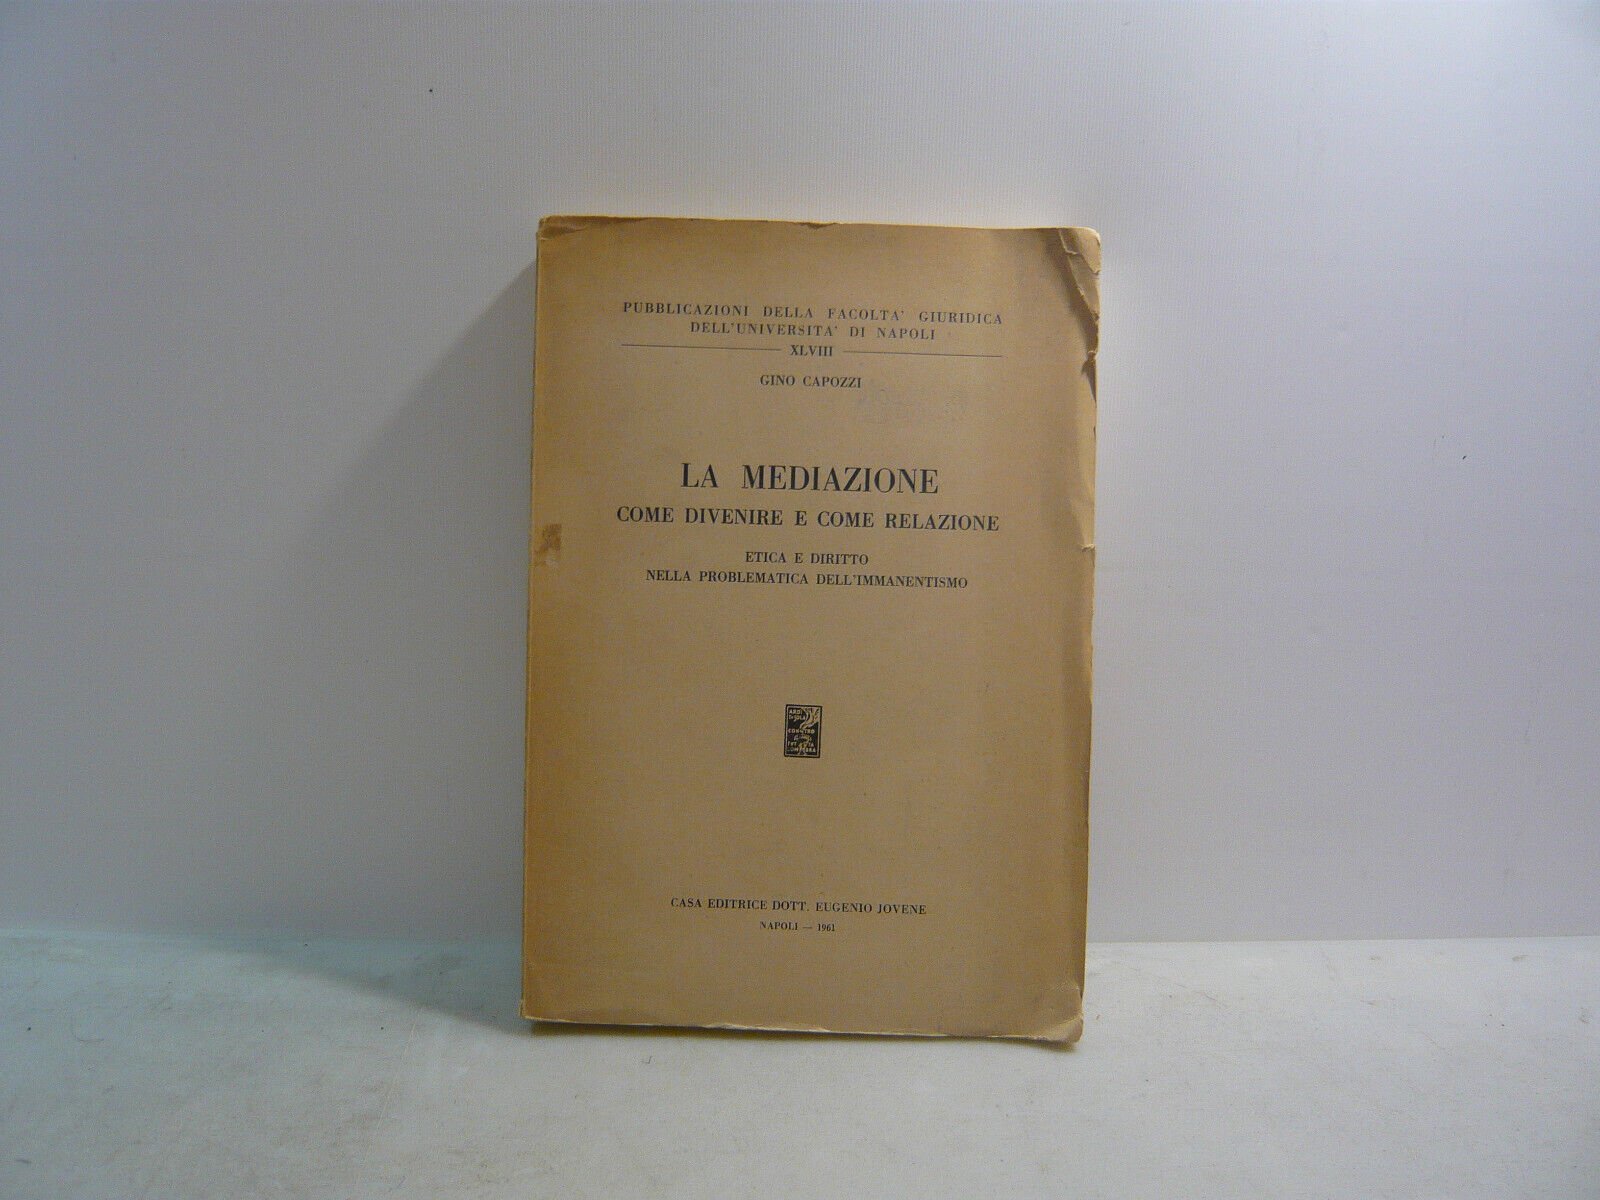 PUBBLICAZIONI DELLA FACOLTA' GIURIDICA
DELL'UNIVERSITA' DI NAPOLI
XLVIII
GINO CAPOZZI
LA MEDIAZIONE
COME DIVENIRE E COME RELAZIONE
ETICA E DIRITTO
NELLA PROBLEMATICA DELL'IMMANENTISMO
CASA EDITRICE DOTT. EUGENIO JOVENE
NAPOLI — 1961